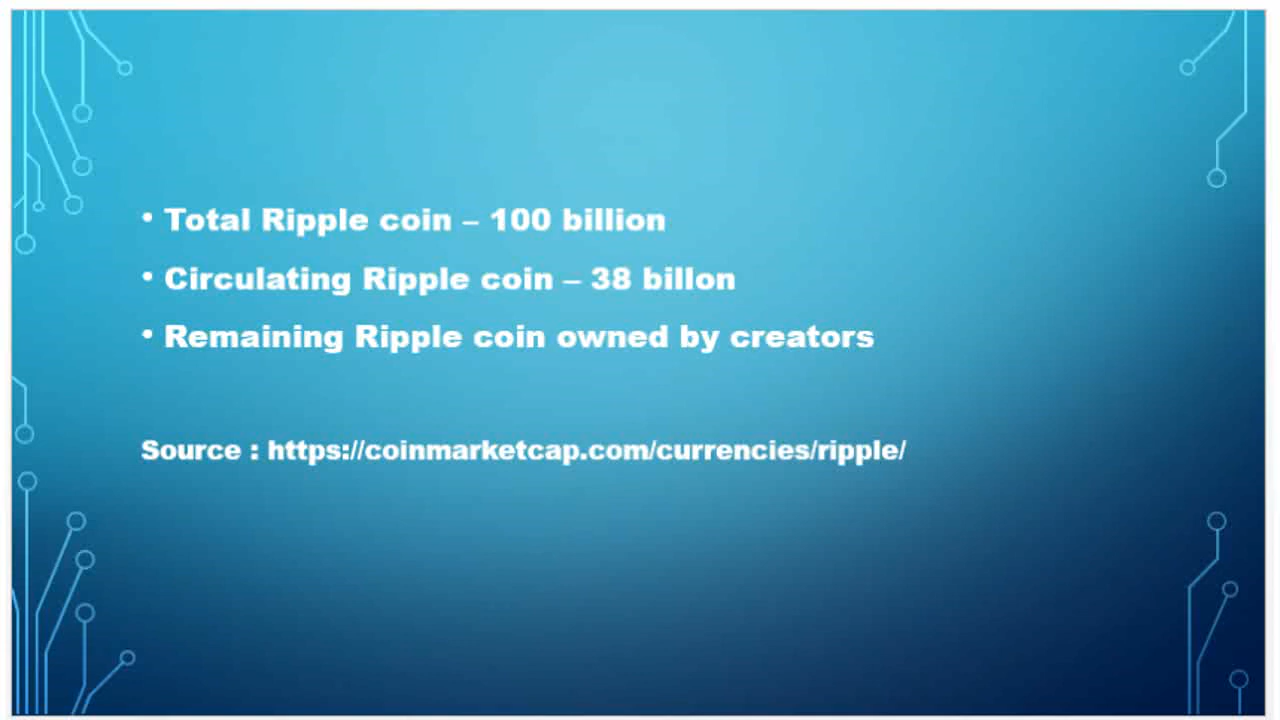 • Total Ripple coin – 100 billion
• Circulating Ripple coin – 38 billon
• Remaining Ripple coin owned by creators
Source : https://coinmarketcap.com/currencies/ripple/